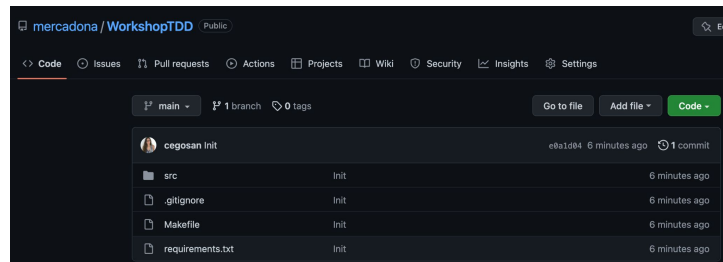 mercadona / WorkshopTDD Public
Code Issues Pull requests Actions Projects Wiki Security Insights Settings
main 1 branch 0 tags Go to file Add file Code
cegosan Init e0a1d04 6 minutes ago 1 commit
src Init 6 minutes ago
.gitignore Init 6 minutes ago
Makefile Init 6 minutes ago
requirements.txt Init 6 minutes ago